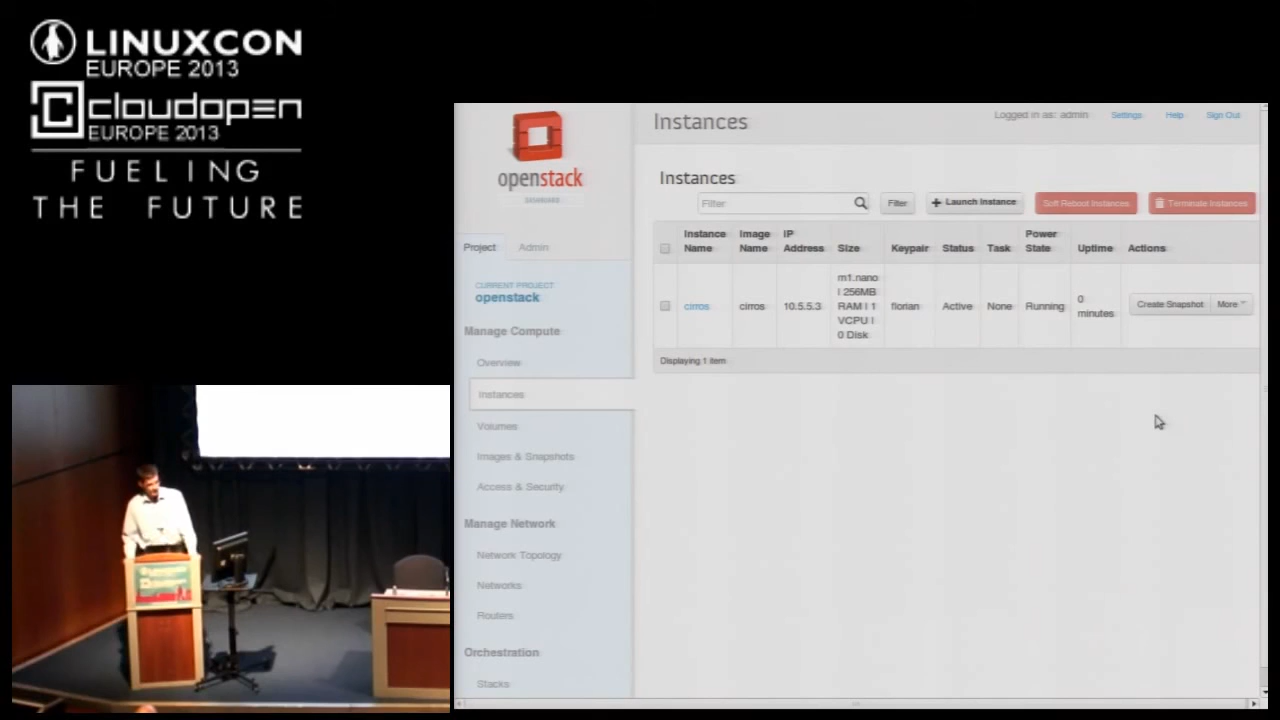 LINUXCON
EUROPE 2013
cloudopen
EUROPE 2013
FUELING
THE FUTURE
openstack
DASHBOARD
Project Admin
CURRENT PROJECT
openstack
Manage Compute
Overview
Instances
Volumes
Images & Snapshots
Access & Security
Manage Network
Network Topology
Networks
Routers
Orchestration
Stacks
Instances
Logged in as: admin Settings Help Sign Out
Instances
Filter Filter + Launch Instance Soft Reboot Instances Terminate Instances
Instance Name Image Name IP Address Size Keypair Status Task Power State Uptime Actions
cirros cirros 10.5.5.3 m1.nano | 256MB RAM | 1 VCPU | 0 Disk florian Active None Running 0 minutes Create Snapshot More
Displaying 1 item